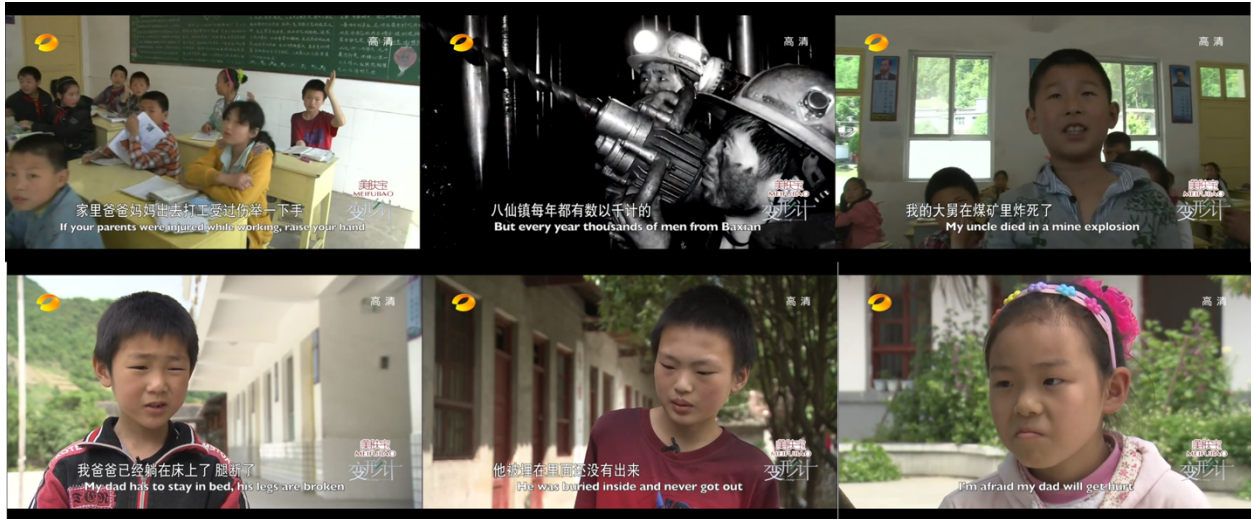 高清
美肤宝
MEIFUBAO
变形计
家里爸爸妈妈出去打工受过伤举一下手
If your parents were injured while working, raise your hand
高清
美肤宝
MEIFUBAO
变形计
八仙镇每年都有数以千计的
But every year thousands of men from Baxian
高清
美肤宝
MEIFUBAO
变形计
我的大舅在煤矿里炸死了
My uncle died in a mine explosion
高清
美肤宝
MEIFUBAO
变形计
我爸爸已经躺在床上了 腿断了
My dad has to stay in bed, his legs are broken
高清
美肤宝
MEIFUBAO
变形计
他被埋在里面还没有出来
He was buried inside and never got out
高清
美肤宝
MEIFUBAO
变形计
I'm afraid my dad will get hurt